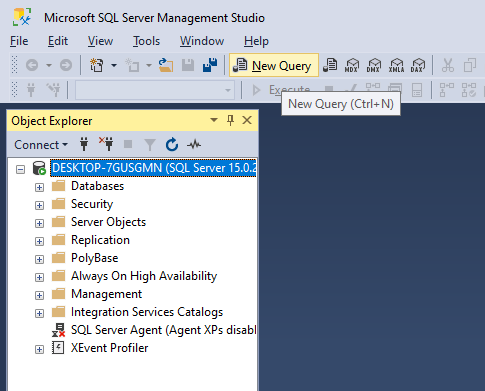 Microsoft SQL Server Management Studio
File Edit View Tools Window Help
New Query MDX DMX XMLA DAX
Execute
New Query (Ctrl+N)
Object Explorer
Connect
DESKTOP-7GUSGMN (SQL Server 15.0.2
Databases
Security
Server Objects
Replication
PolyBase
Always On High Availability
Management
Integration Services Catalogs
SQL Server Agent (Agent XPs disabl
XEvent Profiler